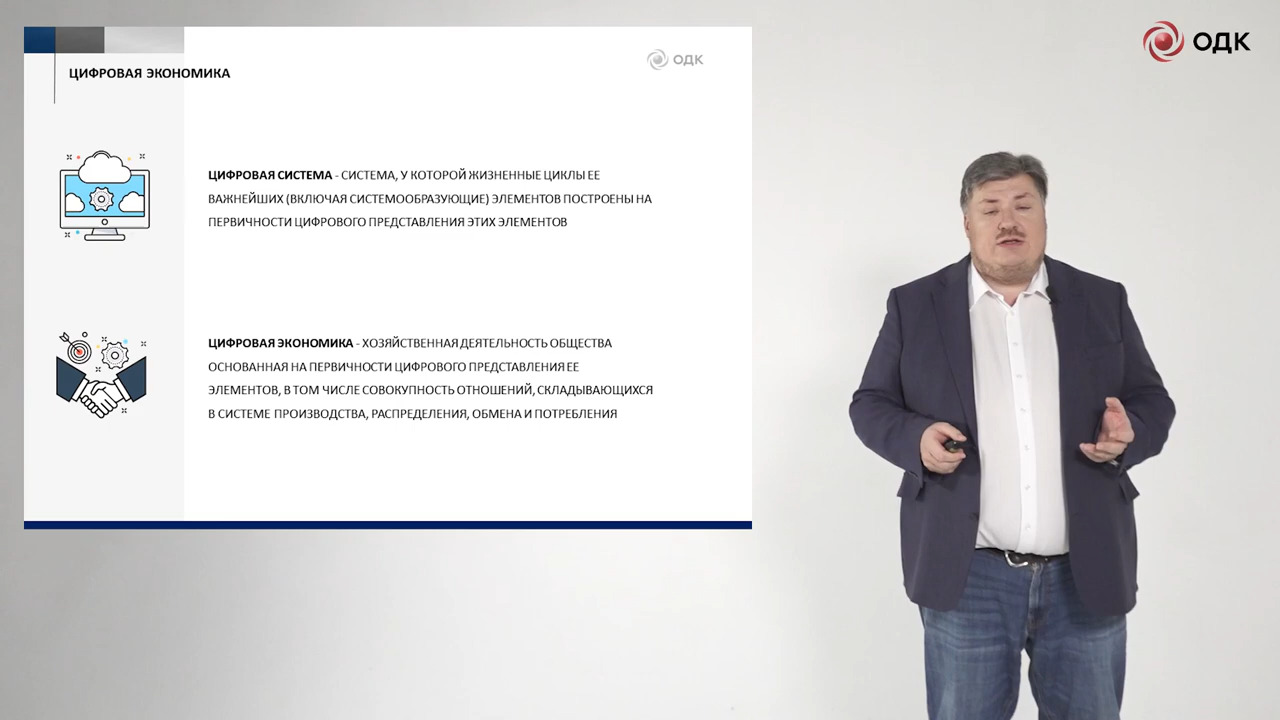 ОДК
ОДК
ЦИФРОВАЯ ЭКОНОМИКА
ЦИФРОВАЯ СИСТЕМА - СИСТЕМА, У КОТОРОЙ ЖИЗНЕННЫЕ ЦИКЛЫ ЕЕ
ВАЖНЕЙШИХ (ВКЛЮЧАЯ СИСТЕМООБРАЗУЮЩИЕ) ЭЛЕМЕНТОВ ПОСТРОЕНЫ НА
ПЕРВИЧНОСТИ ЦИФРОВОГО ПРЕДСТАВЛЕНИЯ ЭТИХ ЭЛЕМЕНТОВ
ЦИФРОВАЯ ЭКОНОМИКА - ХОЗЯЙСТВЕННАЯ ДЕЯТЕЛЬНОСТЬ ОБЩЕСТВА
ОСНОВАННАЯ НА ПЕРВИЧНОСТИ ЦИФРОВОГО ПРЕДСТАВЛЕНИЯ ЕЕ
ЭЛЕМЕНТОВ, В ТОМ ЧИСЛЕ СОВОКУПНОСТЬ ОТНОШЕНИЙ, СКЛАДЫВАЮЩИХСЯ
В СИСТЕМЕ ПРОИЗВОДСТВА, РАСПРЕДЕЛЕНИЯ, ОБМЕНА И ПОТРЕБЛЕНИЯ